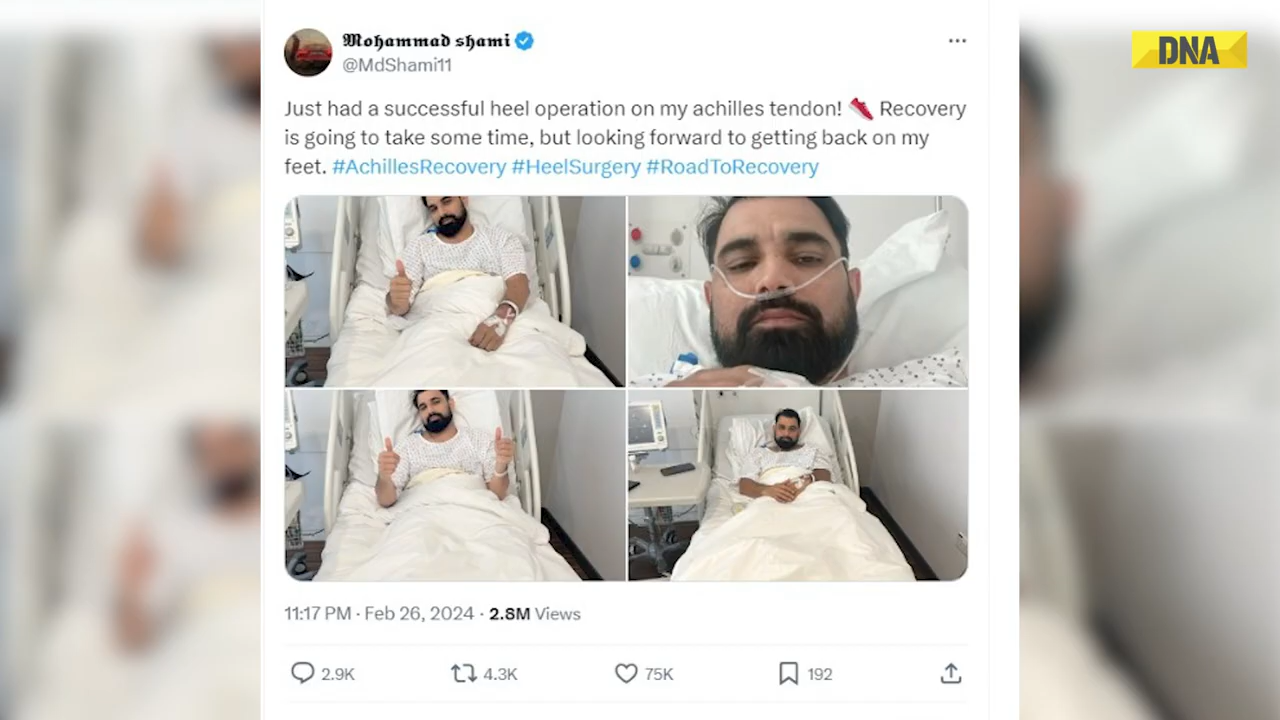 DNA
𝕸𝖔𝖍𝖆𝖒𝖒𝖆𝖉 𝖘𝖍𝖆𝖒𝖎
@MdShami11
Just had a successful heel operation on my achilles tendon! 👟 Recovery
is going to take some time, but looking forward to getting back on my
feet. #AchillesRecovery #HeelSurgery #RoadToRecovery
11:17 PM · Feb 26, 2024 · 2.8M Views
2.9K 4.3K 75K 192